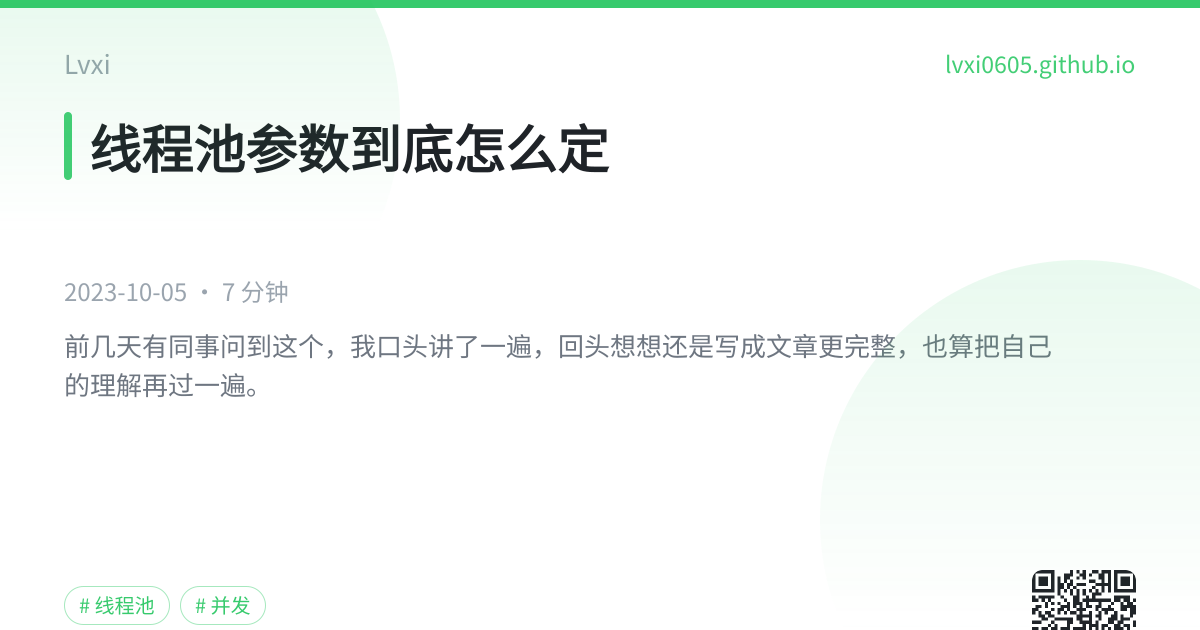 Lvxi
lvxi0605.github.io
线程池参数到底怎么定
2023-10-05 · 7 分钟
前几天有同事问到这个，我口头讲了一遍，回头想想还是写成文章更完整，也算把自己
的理解再过一遍。
# 线程池
# 并发